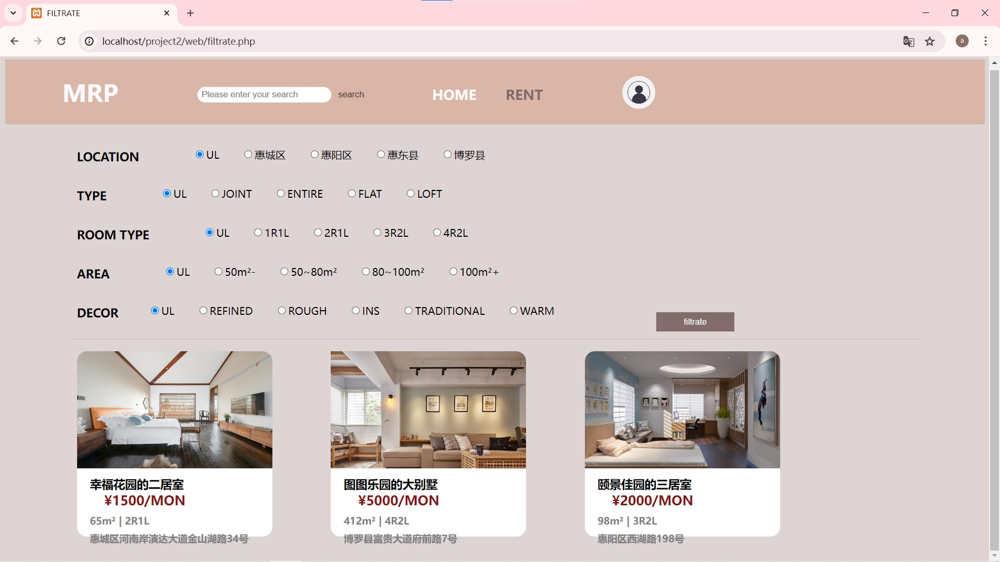 FILTRATE
localhost/project2/web/filtrate.php
a
MRP
Please enter your search
search
HOME
RENT
LOCATION UL 惠城区 惠阳区 惠东县 博罗县
TYPE UL JOINT ENTIRE FLAT LOFT
ROOM TYPE UL 1R1L 2R1L 3R2L 4R2L
AREA UL 50m²- 50~80m² 80~100m² 100m²+
DECOR UL REFINED ROUGH INS TRADITIONAL WARM
filtrate
幸福花园的二居室
¥1500/MON
65m² | 2R1L
惠城区河南岸演达大道金山湖路34号
图图乐园的大别墅
¥5000/MON
412m² | 4R2L
博罗县富贵大道府前路7号
颐景佳园的三居室
¥2000/MON
98m² | 3R2L
惠阳区西湖路198号